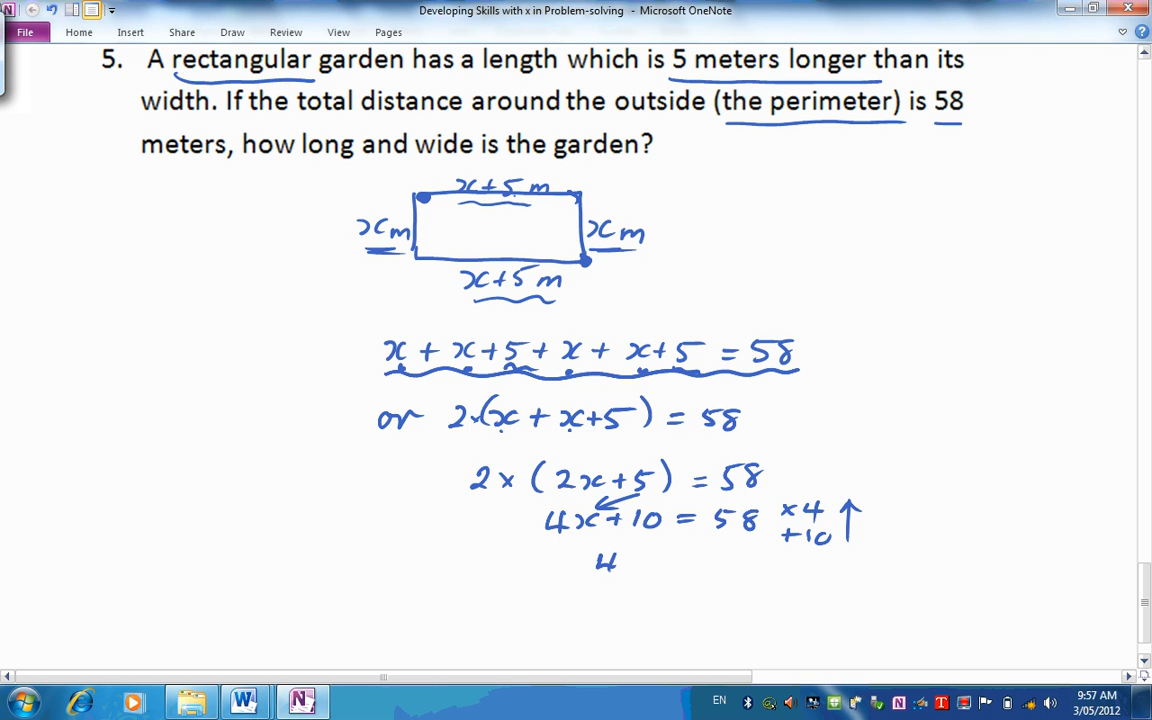 Developing Skills with x in Problem-solving - Microsoft OneNote
File Home Insert Share Draw Review View Pages
5. A rectangular garden has a length which is 5 meters longer than its
width. If the total distance around the outside (the perimeter) is 58
meters, how long and wide is the garden?
x+5 m
xm xm
x+5 m
x + x+5 + x + x+5 = 58
or 2×(x + x+5) = 58
2 × (2x+5) = 58
4x+10 = 58 ×4
+10
4
EN
9:57 AM
3/05/2012